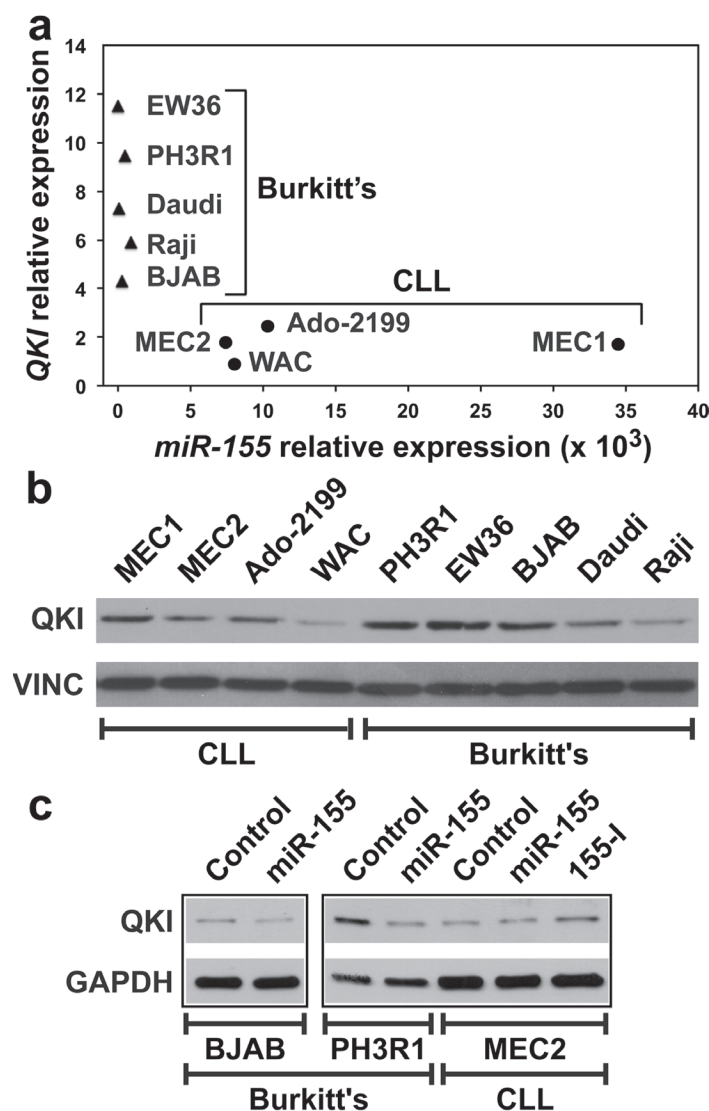 a
QKI relative expression
14
12
10
8
6
4
2
0
EW36
PH3R1
Daudi
Raji
BJAB
Burkitt's
CLL
MEC2
Ado-2199
WAC
MEC1
0 5 10 15 20 25 30 35 40
miR-155 relative expression (x 10³)
b
MEC1 MEC2 Ado-2199 WAC PH3R1 EW36 BJAB Daudi Raji
QKI
VINC
CLL Burkitt's
c
Control miR-155 Control miR-155 Control miR-155 155-I
QKI
GAPDH
BJAB PH3R1 MEC2
Burkitt's CLL